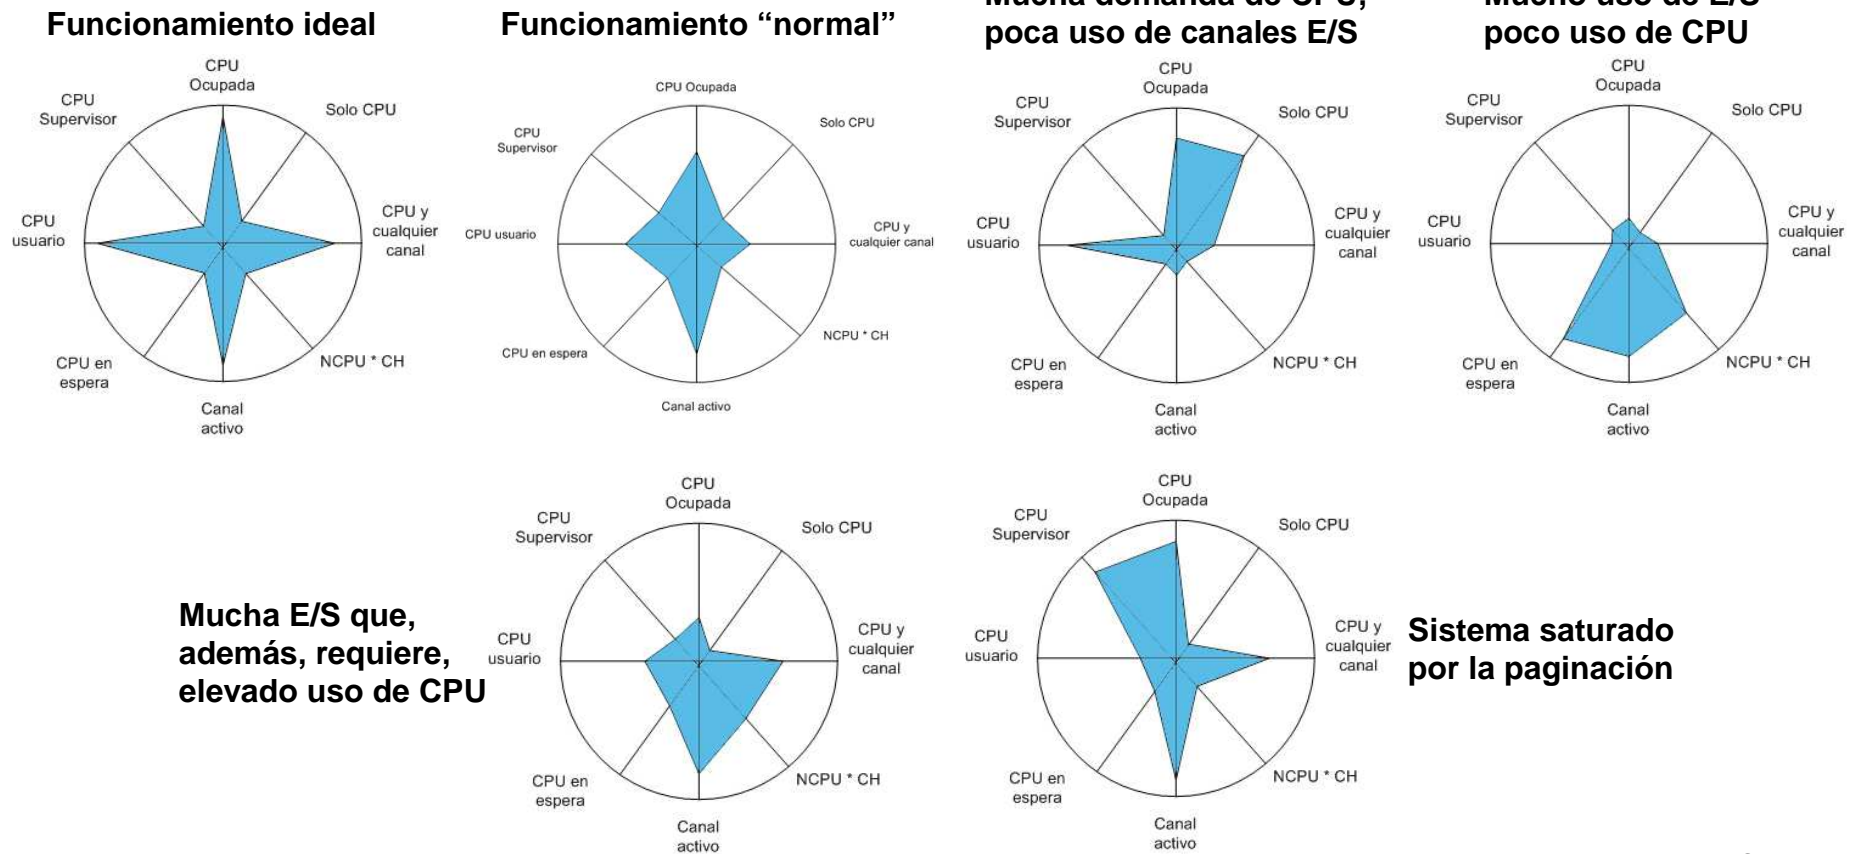 Funcionamiento ideal
Funcionamiento “normal”
Mucha demanda de CPU,
poca uso de canales E/S
Mucho uso de E/S
poco uso de CPU
CPU
Ocupada
CPU
Supervisor
Solo CPU
CPU
usuario
CPU y
cualquier
canal
CPU en
espera
NCPU * CH
Canal
activo
CPU Ocupada
CPU
Supervisor
Solo CPU
CPU usuario
CPU y
cualquier canal
CPU en espera
NCPU * CH
Canal activo
CPU
Ocupada
CPU
Supervisor
Solo CPU
CPU
usuario
CPU y
cualquier
canal
CPU en
espera
NCPU * CH
Canal
activo
CPU
Ocupada
CPU
Supervisor
Solo CPU
CPU
usuario
CPU y
cualquier
canal
CPU en
espera
NCPU * CH
Canal
activo
Mucha E/S que,
además, requiere,
elevado uso de CPU
CPU
Ocupada
CPU
Supervisor
Solo CPU
CPU
usuario
CPU y
cualquier
canal
CPU en
espera
NCPU * CH
Canal
activo
CPU
Ocupada
CPU
Supervisor
Solo CPU
CPU
usuario
CPU y
cualquier
canal
CPU en
espera
NCPU * CH
Canal
activo
Sistema saturado
por la paginación